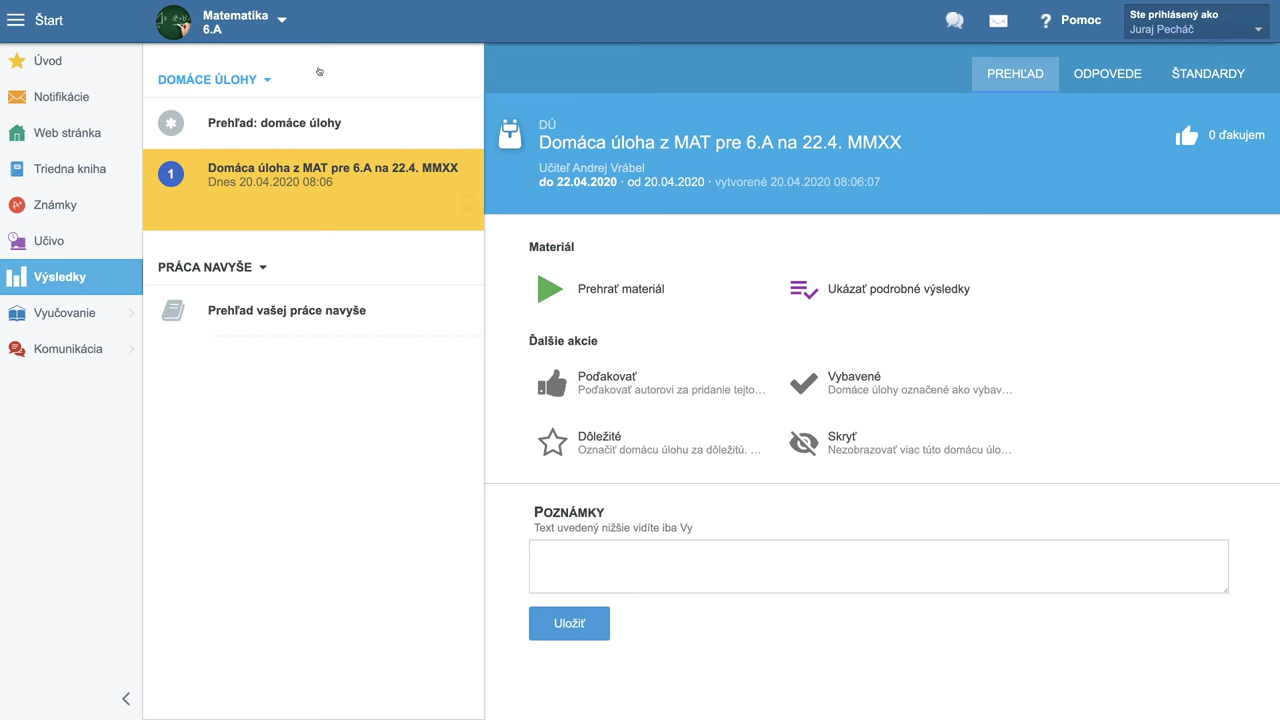 Štart
Matematika
6.A
Pomoc
Ste prihlásený ako
Juraj Pecháč
Úvod
Notifikácie
Web stránka
Triedna kniha
Známky
Učivo
Výsledky
Vyučovanie
Komunikácia
DOMÁCE ÚLOHY
Prehľad: domáce úlohy
1
Domáca úloha z MAT pre 6.A na 22.4. MMXX
Dnes 20.04.2020 08:06
PRÁCA NAVYŠE
Prehľad vašej práce navyše
PREHĽAD
ODPOVEDE
ŠTANDARDY
DÚ
Domáca úloha z MAT pre 6.A na 22.4. MMXX
Učiteľ Andrej Vrábel
do 22.04.2020 · od 20.04.2020 · vytvorené 20.04.2020 08:06:07
0 ďakujem
Materiál
Prehrať materiál
Ukázať podrobné výsledky
Ďalšie akcie
Poďakovať
Poďakovať autorovi za pridanie tejto…
Vybavené
Domáce úlohy označené ako vybav…
Dôležité
Označiť domácu úlohu za dôležitú. …
Skryť
Nezobrazovať viac túto domácu úlo…
POZNÁMKY
Text uvedený nižšie vidíte iba Vy
Uložiť